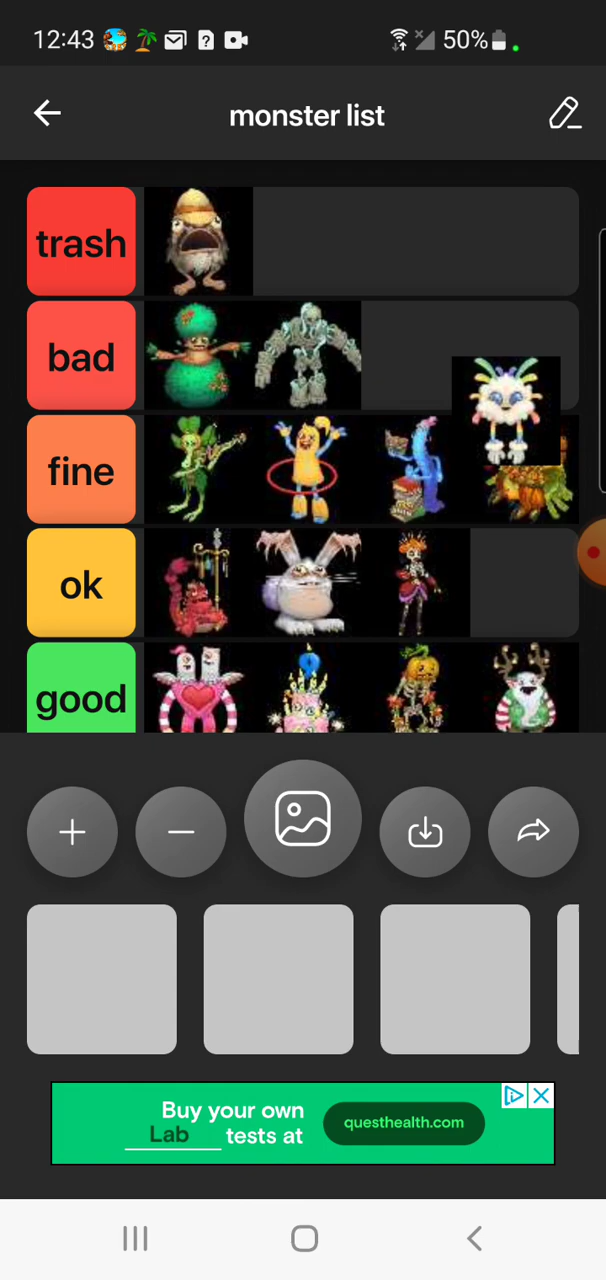 12:43
50%
monster list
trash
bad
fine
ok
good
Buy your own
Lab tests at
questhealth.com